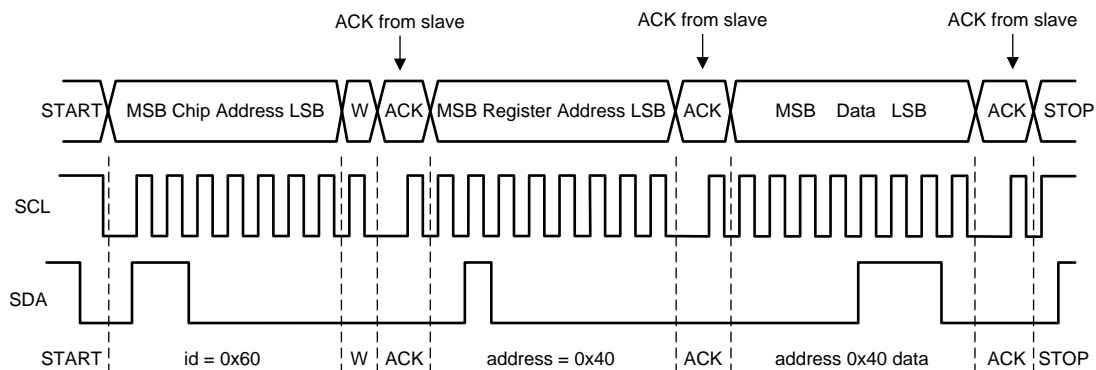 ACK from slave ACK from slave ACK from slave
START MSB Chip Address LSB W ACK MSB Register Address LSB ACK MSB Data LSB ACK STOP
SCL
SDA
START id = 0x60 W ACK address = 0x40 ACK address 0x40 data ACK STOP